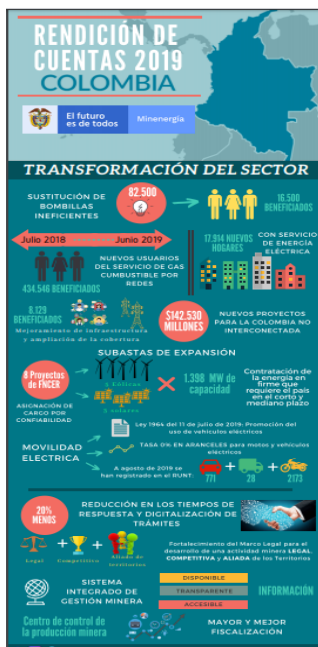 RENDICIÓN DE
CUENTAS 2019
COLOMBIA
El futuro
es de todos
Minenergía
TRANSFORMACIÓN DEL SECTOR
SUSTITUCIÓN DE
BOMBILLAS
INEFICIENTES
82.500
16.500
BENEFICIADOS
Julio 2018
Junio 2019
17.914 NUEVOS
HOGARES
CON SERVICIO
DE ENERGÍA
ELÉCTRICA
NUEVOS USUARIOS
DEL SERVICIO DE GAS
CUMBUSTIBLE POR
REDES
434.546 BENEFICIADOS
8.129
BENEFICIADOS
Mejoramiento de infraestructura
y ampliación de la cobertura
$142.530
MILLONES
NUEVOS PROYECTOS
PARA LA COLOMBIA NO
INTERCONECTADA
SUBASTAS DE EXPANSIÓN
8 Proyectos
de FNCER
ASIGNACIÓN DE
CARGO POR
CONFIABILIDAD
Eólicas
solares
1.398 MW de
capacidad
Contratación de
la energía en
firme que
requiere el país
en el corto y
mediano plazo
MOVILIDAD
ELECTRICA
Ley 1964 del 11 de julio de 2019: Promoción del
uso de vehículos eléctricos
TASA 0% EN ARANCELES para motos y vehículos
eléctricos
A agosto de 2019 se
han registrado en el RUNT:
771
2173
20%
MENOS
REDUCCIÓN EN LOS TIEMPOS DE
RESPUESTA Y DIGITALIZACIÓN DE
TRÁMITES
Legal
Competitiva
Aliada de
territorios
Fortalecimiento del Marco Legal para el
desarrollo de una actividad minera LEGAL,
COMPETITIVA y ALIADA de los Territorios
SISTEMA
INTEGRADO DE
GESTIÓN MINERA
DISPONIBLE
TRANSPARENTE
ACCESIBLE
INFORMACIÓN
Centro de control de
la producción minera
MAYOR Y MEJOR
FISCALIZACIÓN